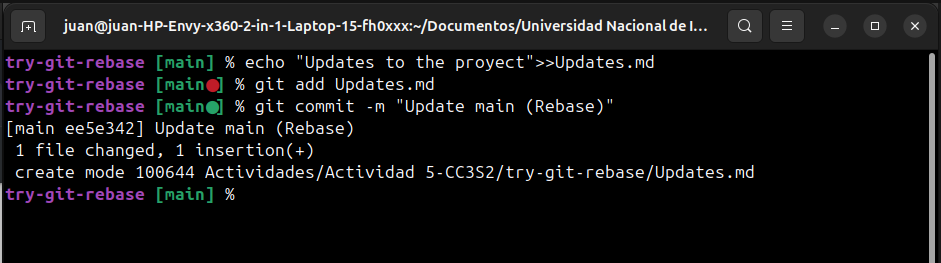 juan@juan-HP-Envy-x360-2-in-1-Laptop-15-fh0xxx:~/Documentos/Universidad Nacional de I...
try-git-rebase [main] % echo "Updates to the proyect">>Updates.md
try-git-rebase [main●] % git add Updates.md
try-git-rebase [main●] % git commit -m "Update main (Rebase)"
[main ee5e342] Update main (Rebase)
 1 file changed, 1 insertion(+)
 create mode 100644 Actividades/Actividad 5-CC3S2/try-git-rebase/Updates.md
try-git-rebase [main] %